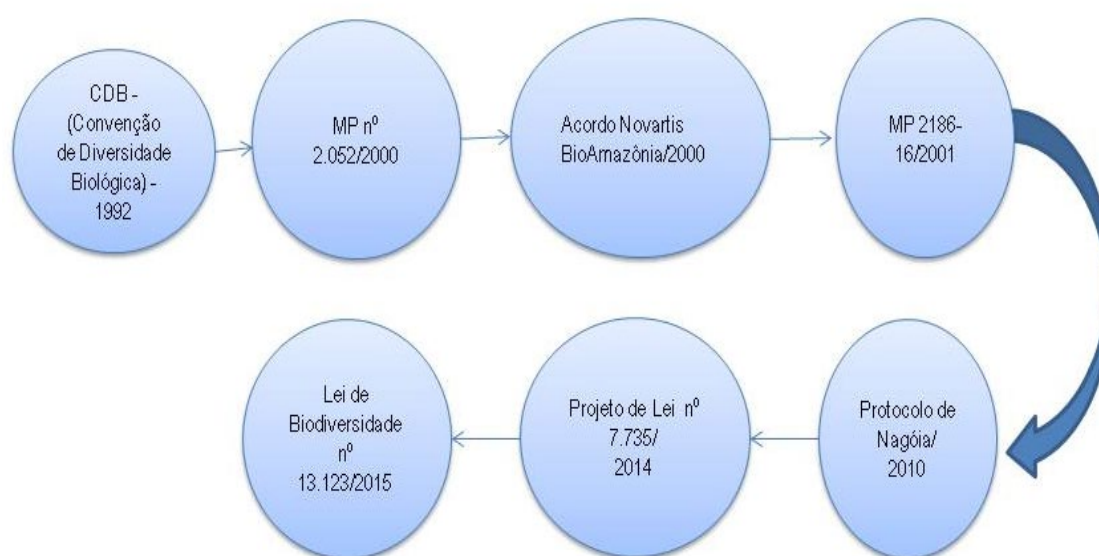 CDB -
(Convenção
de Diversidade
Biológica) -
1992
MP nº
2.052/2000
Acordo Novartis
BioAmazônia/2000
MP 2186-
16/2001
Protocolo de
Nagóia/
2010
Projeto de Lei nº
7.735/
2014
Lei de
Biodiversidade
nº
13.123/2015